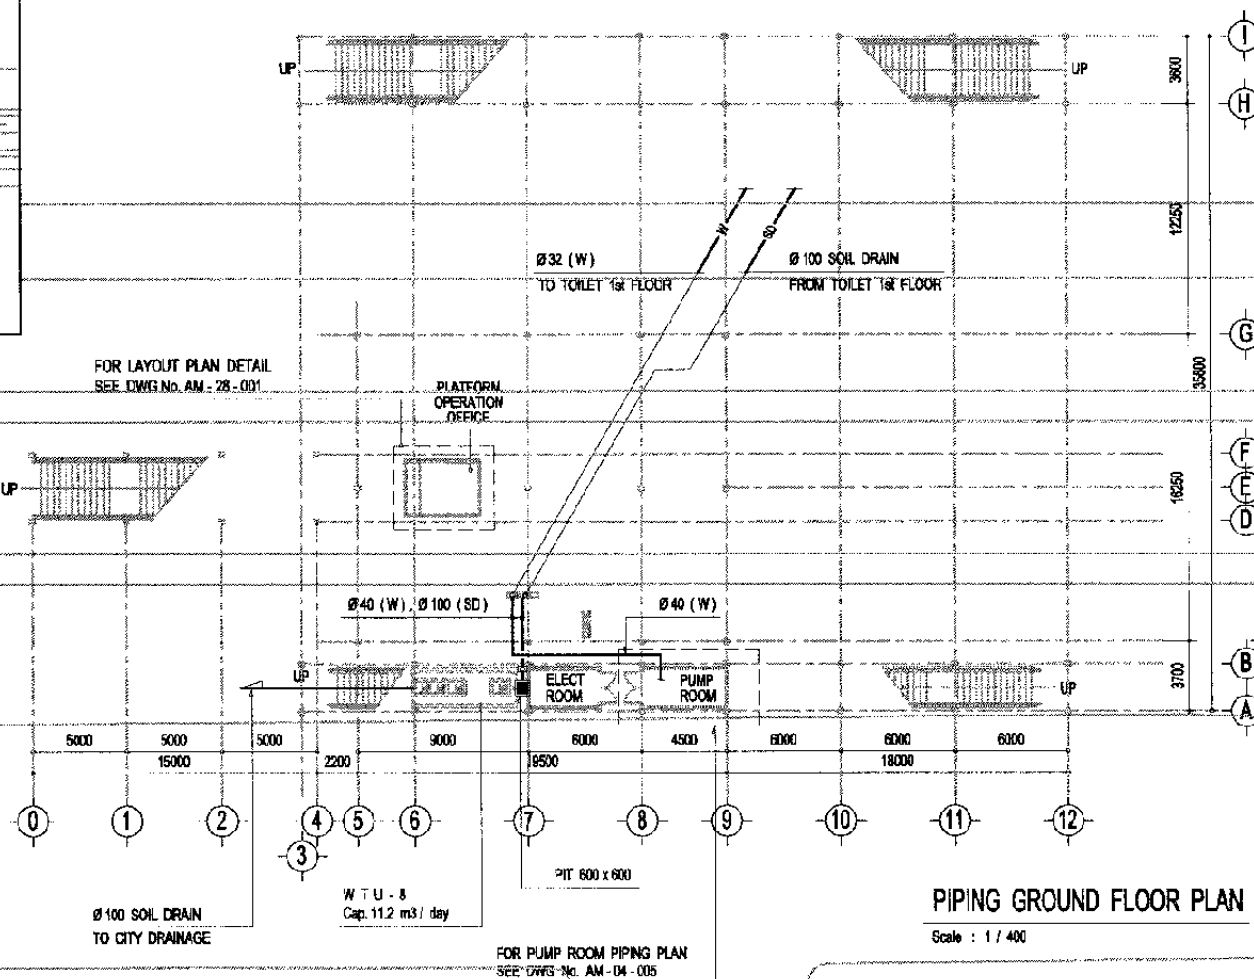 I
UP
UP
3600
H
W
SD
12250
Ø 32 (W)
TO TOILET 1st FLOOR
Ø 100 SOIL DRAIN
FROM TOILET 1st FLOOR
G
FOR LAYOUT PLAN DETAIL
SEE DWG No. AM - 28 - 001
35800
PLATFORM
OPERATION
OFFICE
F
UP
16250
E
D
Ø 40 (W), Ø 100 (SD)
Ø 40 (W)
B
UP
ELECT
ROOM
PUMP
ROOM
UP
3700
A
5000
5000
5000
9000
6000
4500
6000
6000
6000
15000
2200
19500
18000
0
1
2
4
5
6
7
8
9
10
11
12
3
PIT 600 x 600
W T U - 8
Cap. 11.2 m3 / day
Ø 100 SOIL DRAIN
TO CITY DRAINAGE
PIPING GROUND FLOOR PLAN
Scale : 1 / 400
FOR PUMP ROOM PIPING PLAN
SEE DWG No. AM - 04 - 005